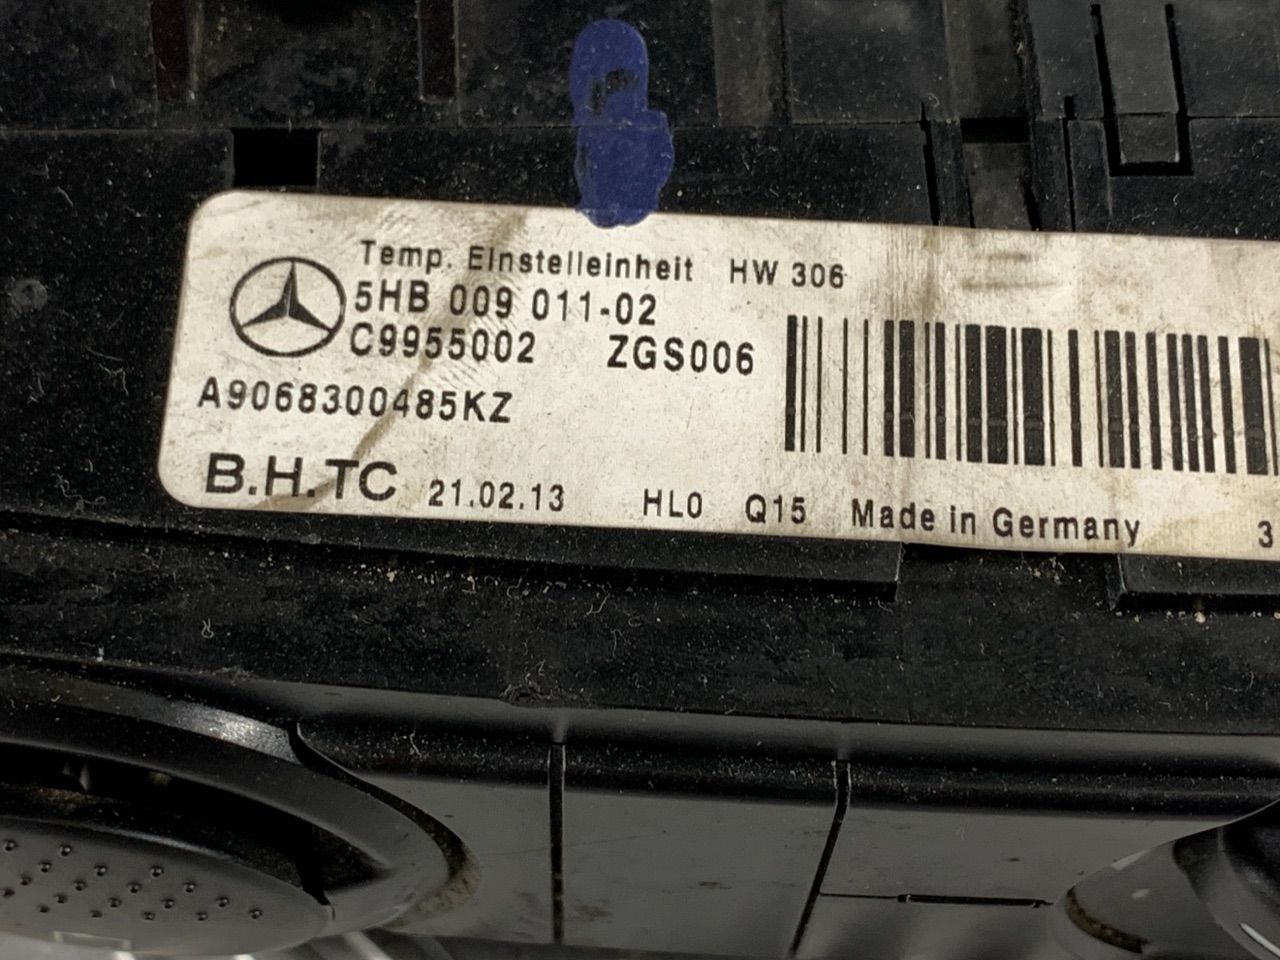 Temp. Einstelleinheit HW 306
5HB 009 011-02
C9955002 ZGS006
A9068300485KZ
B.H.TC 21.02.13 HL0 Q15 Made in Germany 3